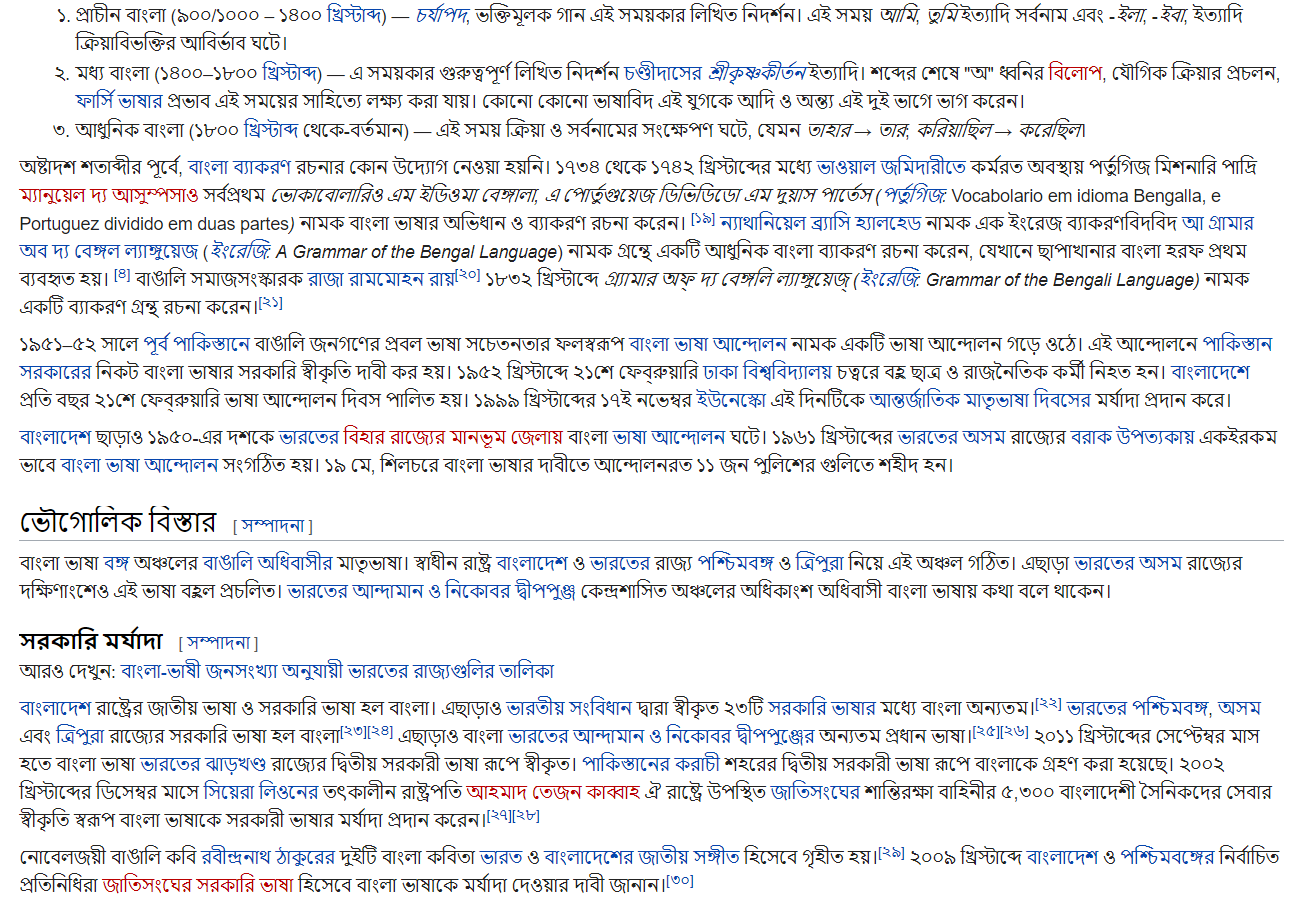 ১. প্রাচীন বাংলা (৯০০/১০০০ – ১৪০০ খ্রিস্টাব্দ) — চর্যাপদ, ভক্তিমূলক গান এই সময়কার লিখিত নিদর্শন। এই সময় আমি, তুমি ইত্যাদি সর্বনাম এবং -ইলা, -ইবা, ইত্যাদি
ক্রিয়াবিভক্তির আবির্ভাব ঘটে।
২. মধ্য বাংলা (১৪০০–১৮০০ খ্রিস্টাব্দ) — এ সময়কার গুরুত্বপূর্ণ লিখিত নিদর্শন চণ্ডীদাসের শ্রীকৃষ্ণকীর্তন ইত্যাদি। শব্দের শেষে "অ" ধ্বনির বিলোপ, যৌগিক ক্রিয়ার প্রচলন,
ফার্সি ভাষার প্রভাব এই সময়ের সাহিত্যে লক্ষ্য করা যায়। কোনো কোনো ভাষাবিদ এই যুগকে আদি ও অন্ত্য এই দুই ভাগে ভাগ করেন।
৩. আধুনিক বাংলা (১৮০০ খ্রিস্টাব্দ থেকে-বর্তমান) — এই সময় ক্রিয়া ও সর্বনামের সংক্ষেপণ ঘটে, যেমন তাহার → তার; করিয়াছিল → করেছিল।
অষ্টাদশ শতাব্দীর পূর্বে, বাংলা ব্যাকরণ রচনার কোন উদ্যোগ নেওয়া হয়নি। ১৭৩৪ থেকে ১৭৪২ খ্রিস্টাব্দের মধ্যে ভাওয়াল জমিদারীতে কর্মরত অবস্থায় পর্তুগিজ মিশনারি পাদ্রি
ম্যানুয়েল দ্য আসুম্পসাও সর্বপ্রথম ভোকাবোলারিও এম ইডিওমা বেঙ্গালা, এ পোর্তুগুয়েজ ডিভিডিডো এম দুয়াস পার্তেস (পর্তুগিজ: Vocabolario em idioma Bengalla, e
Portuguez dividido em duas partes) নামক বাংলা ভাষার অভিধান ও ব্যাকরণ রচনা করেন। [১৯] ন্যাথানিয়েল ব্র্যাসি হ্যালহেড নামক এক ইংরেজ ব্যাকরণবিদবিদ আ গ্রামার
অব দ্য বেঙ্গল ল্যাঙ্গুয়েজ (ইংরেজি: A Grammar of the Bengal Language) নামক গ্রন্থে একটি আধুনিক বাংলা ব্যাকরণ রচনা করেন, যেখানে ছাপাখানার বাংলা হরফ প্রথম
ব্যবহৃত হয়। [৪] বাঙালি সমাজসংস্কারক রাজা রামমোহন রায়[২০] ১৮৩২ খ্রিস্টাব্দে গ্র্যামার অফ্ দ্য বেঙ্গলি ল্যাঙ্গুয়েজ্ (ইংরেজি: Grammar of the Bengali Language) নামক
একটি ব্যাকরণ গ্রন্থ রচনা করেন।[২১]
১৯৫১–৫২ সালে পূর্ব পাকিস্তানে বাঙালি জনগণের প্রবল ভাষা সচেতনতার ফলস্বরূপ বাংলা ভাষা আন্দোলন নামক একটি ভাষা আন্দোলন গড়ে ওঠে। এই আন্দোলনে পাকিস্তান
সরকারের নিকট বাংলা ভাষার সরকারি স্বীকৃতি দাবী কর হয়। ১৯৫২ খ্রিস্টাব্দে ২১শে ফেব্রুয়ারি ঢাকা বিশ্ববিদ্যালয় চত্বরে বহু ছাত্র ও রাজনৈতিক কর্মী নিহত হন। বাংলাদেশে
প্রতি বছর ২১শে ফেব্রুয়ারি ভাষা আন্দোলন দিবস পালিত হয়। ১৯৯৯ খ্রিস্টাব্দের ১৭ই নভেম্বর ইউনেস্কো এই দিনটিকে আন্তর্জাতিক মাতৃভাষা দিবসের মর্যাদা প্রদান করে।
বাংলাদেশ ছাড়াও ১৯৫০-এর দশকে ভারতের বিহার রাজ্যের মানভূম জেলায় বাংলা ভাষা আন্দোলন ঘটে। ১৯৬১ খ্রিস্টাব্দের ভারতের অসম রাজ্যের বরাক উপত্যকায় একইরকম
ভাবে বাংলা ভাষা আন্দোলন সংগঠিত হয়। ১৯ মে, শিলচরে বাংলা ভাষার দাবীতে আন্দোলনরত ১১ জন পুলিশের গুলিতে শহীদ হন।
ভৌগোলিক বিস্তার [ সম্পাদনা ]
বাংলা ভাষা বঙ্গ অঞ্চলের বাঙালি অধিবাসীর মাতৃভাষা। স্বাধীন রাষ্ট্র বাংলাদেশ ও ভারতের রাজ্য পশ্চিমবঙ্গ ও ত্রিপুরা নিয়ে এই অঞ্চল গঠিত। এছাড়া ভারতের অসম রাজ্যের
দক্ষিণাংশেও এই ভাষা বহুল প্রচলিত। ভারতের আন্দামান ও নিকোবর দ্বীপপুঞ্জ কেন্দ্রশাসিত অঞ্চলের অধিকাংশ অধিবাসী বাংলা ভাষায় কথা বলে থাকেন।
সরকারি মর্যাদা [ সম্পাদনা ]
আরও দেখুন: বাংলা-ভাষী জনসংখ্যা অনুযায়ী ভারতের রাজ্যগুলির তালিকা
বাংলাদেশ রাষ্ট্রের জাতীয় ভাষা ও সরকারি ভাষা হল বাংলা। এছাড়াও ভারতীয় সংবিধান দ্বারা স্বীকৃত ২৩টি সরকারি ভাষার মধ্যে বাংলা অন্যতম।[২২] ভারতের পশ্চিমবঙ্গ, অসম
এবং ত্রিপুরা রাজ্যের সরকারি ভাষা হল বাংলা[২৩][২৪] এছাড়াও বাংলা ভারতের আন্দামান ও নিকোবর দ্বীপপুঞ্জের অন্যতম প্রধান ভাষা।[২৫][২৬] ২০১১ খ্রিস্টাব্দের সেপ্টেম্বর মাস
হতে বাংলা ভাষা ভারতের ঝাড়খণ্ড রাজ্যের দ্বিতীয় সরকারী ভাষা রূপে স্বীকৃত। পাকিস্তানের করাচী শহরের দ্বিতীয় সরকারী ভাষা রূপে বাংলাকে গ্রহণ করা হয়েছে। ২০০২
খ্রিস্টাব্দের ডিসেম্বর মাসে সিয়েরা লিওনের তৎকালীন রাষ্ট্রপতি আহমাদ তেজন কাব্বাহ ঐ রাষ্ট্রে উপস্থিত জাতিসংঘের শান্তিরক্ষা বাহিনীর ৫,৩০০ বাংলাদেশী সৈনিকদের সেবার
স্বীকৃতি স্বরূপ বাংলা ভাষাকে সরকারী ভাষার মর্যাদা প্রদান করেন।[২৭][২৮]
নোবেলজয়ী বাঙালি কবি রবীন্দ্রনাথ ঠাকুরের দুইটি বাংলা কবিতা ভারত ও বাংলাদেশের জাতীয় সঙ্গীত হিসেবে গৃহীত হয়।[২৯] ২০০৯ খ্রিস্টাব্দে বাংলাদেশ ও পশ্চিমবঙ্গের নির্বাচিত
প্রতিনিধিরা জাতিসংঘের সরকারি ভাষা হিসেবে বাংলা ভাষাকে মর্যাদা দেওয়ার দাবী জানান।[৩০]